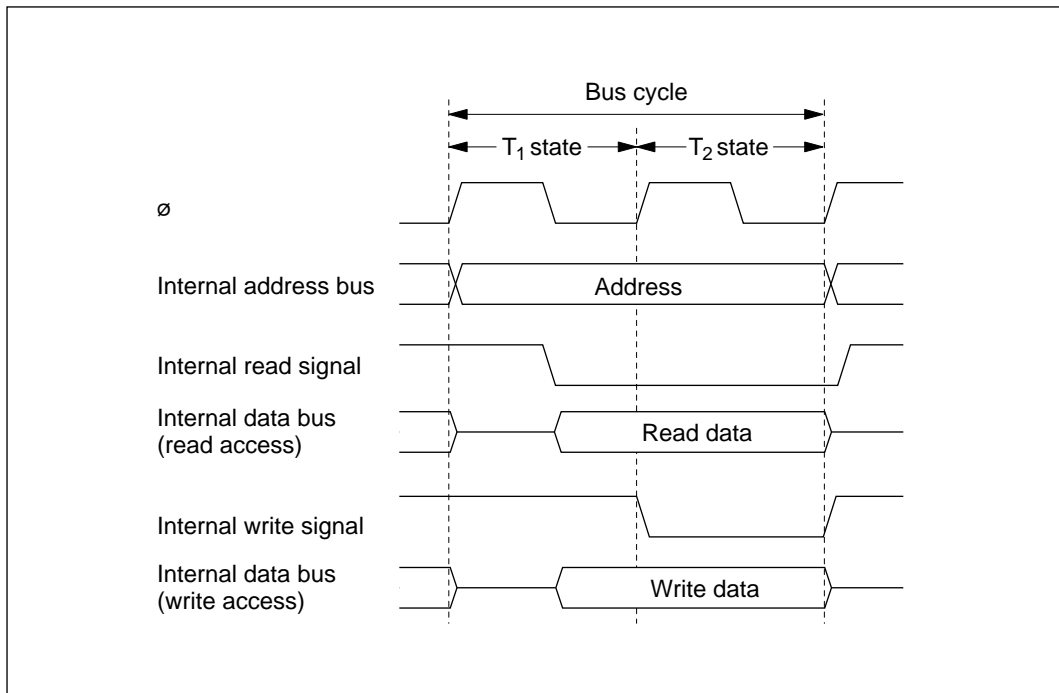 Bus cycle
T1 state
T2 state
ø
Internal address bus
Address
Internal read signal
Internal data bus
(read access)
Read data
Internal write signal
Internal data bus
(write access)
Write data